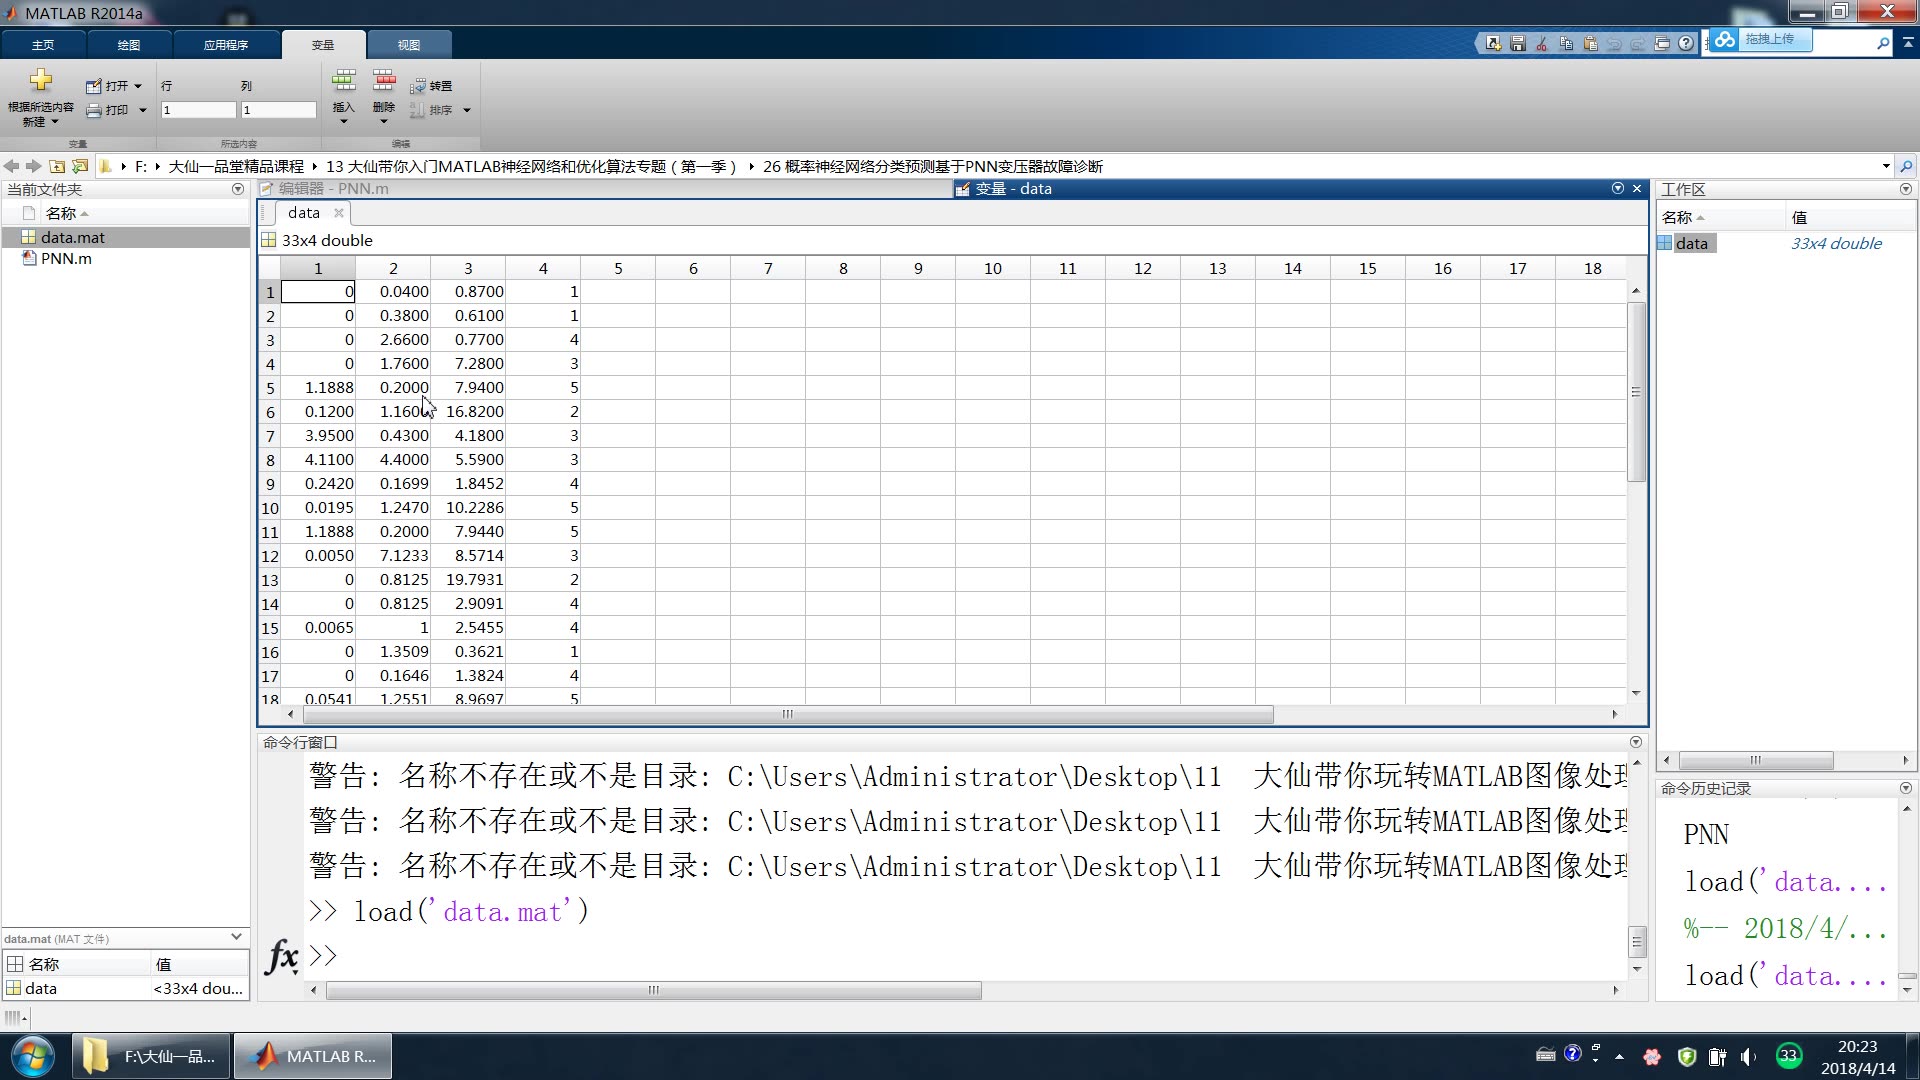 MATLAB R2014a
主页 绘图 应用程序 变量 视图
拖拽上传
根据所选内容
新建
打开
打印
行 列
1 1
插入 删除 转置
排序
变量 所选内容 编辑
F: 大仙一品堂精品课程 13 大仙带你入门MATLAB神经网络和优化算法专题（第一季） 26 概率神经网络分类预测基于PNN变压器故障诊断
当前文件夹
名称
data.mat
PNN.m
编辑器 - PNN.m
变量 - data
data
33x4 double
1 2 3 4 5 6 7 8 9 10 11 12 13 14 15 16 17 18
1 0 0.0400 0.8700 1
2 0 0.3800 0.6100 1
3 0 2.6600 0.7700 4
4 0 1.7600 7.2800 3
5 1.1888 0.2000 7.9400 5
6 0.1200 1.1600 16.8200 2
7 3.9500 0.4300 4.1800 3
8 4.1100 4.4000 5.5900 3
9 0.2420 0.1699 1.8452 4
10 0.0195 1.2470 10.2286 5
11 1.1888 0.2000 7.9440 5
12 0.0050 7.1233 8.5714 3
13 0 0.8125 19.7931 2
14 0 0.8125 2.9091 4
15 0.0065 1 2.5455 4
16 0 1.3509 0.3621 1
17 0 0.1646 1.3824 4
18 0.0541 1.2551 8.9697 5
工作区
名称 值
data 33x4 double
命令行窗口
警告: 名称不存在或不是目录: C:\Users\Administrator\Desktop\11 大仙带你玩转MATLAB图像处理
警告: 名称不存在或不是目录: C:\Users\Administrator\Desktop\11 大仙带你玩转MATLAB图像处理
警告: 名称不存在或不是目录: C:\Users\Administrator\Desktop\11 大仙带你玩转MATLAB图像处理
>> load('data.mat')
fx >>
命令历史记录
PNN
load('data....
%-- 2018/4/...
load('data....
data.mat (MAT 文件)
名称 值
data <33x4 dou...
F:\大仙一品...
MATLAB R...
33
20:23
2018/4/14